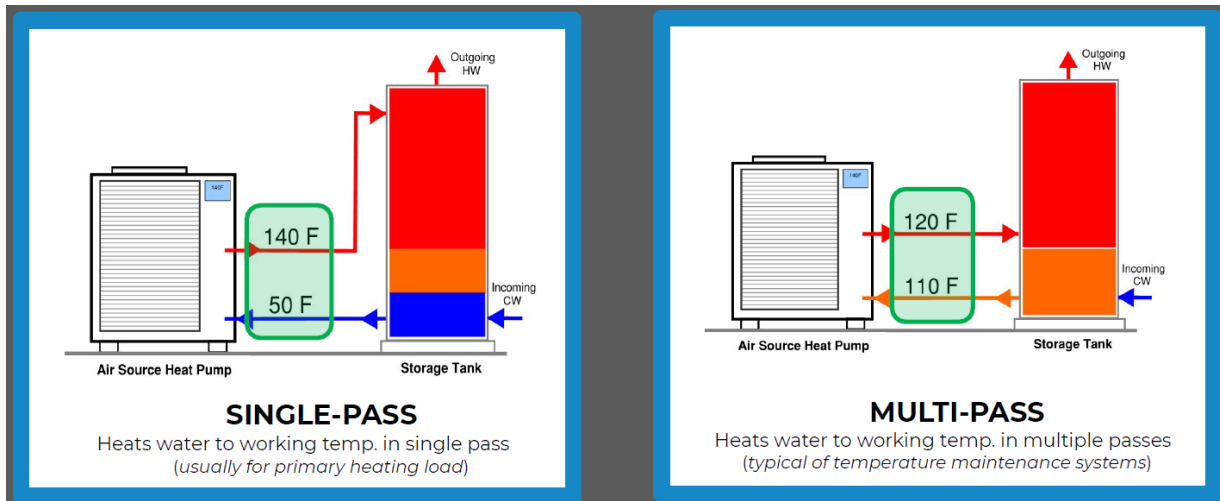 Outgoing
HW
140F
140 F
50 F
Incoming
CW
Air Source Heat Pump
Storage Tank
SINGLE-PASS
Heats water to working temp. in single pass
(usually for primary heating load)
Outgoing
HW
140F
120 F
110 F
Incoming
CW
Air Source Heat Pump
Storage Tank
MULTI-PASS
Heats water to working temp. in multiple passes
(typical of temperature maintenance systems)